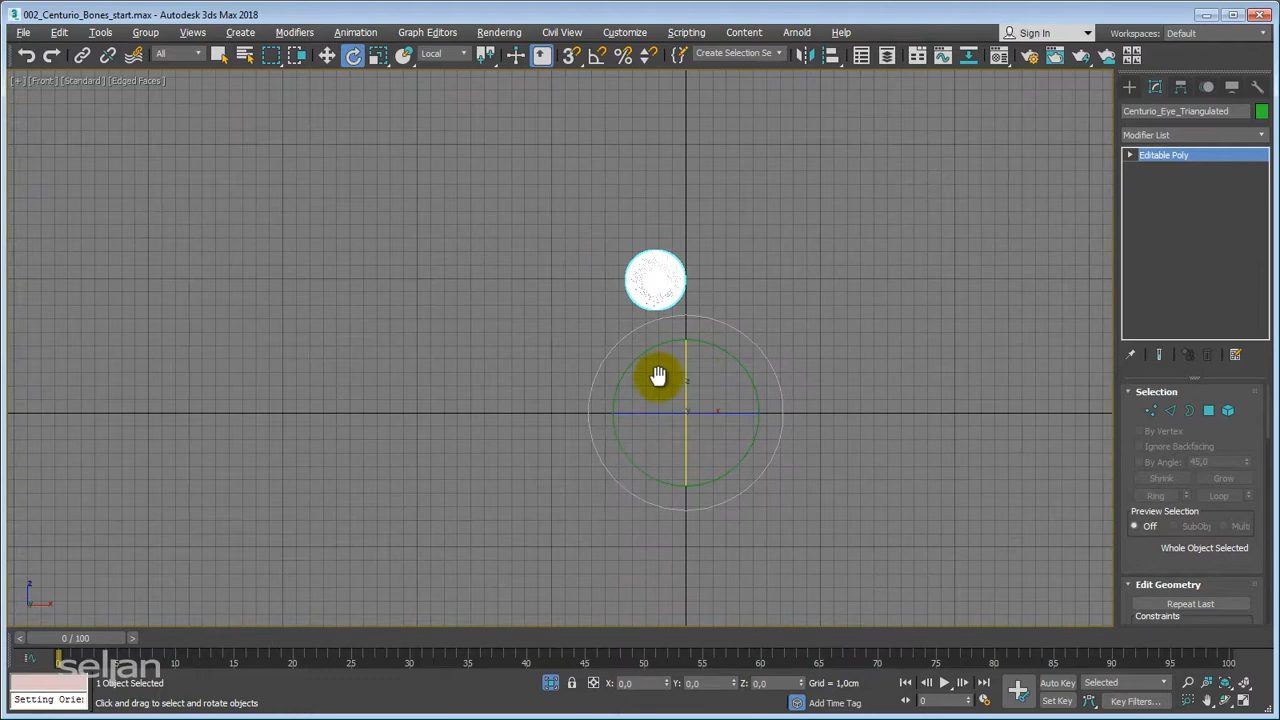 002_Centurio_Bones_start.max - Autodesk 3ds Max 2018
File Edit Tools Group Views Create Modifiers Animation Graph Editors Rendering Civil View Customize Scripting Content Arnold Help
Sign In
Workspaces: Default
All
Local
Create Selection Se
[+] [Front] [Standard] [Edged Faces]
Centurio_Eye_Triangulated
Modifier List
Editable Poly
Selection
By Vertex
Ignore Backfacing
By Angle: 45,0
Shrink Grow
Ring Loop
Preview Selection
Off SubObj Multi
Whole Object Selected
Edit Geometry
Repeat Last
Constraints
z
x
z
x
< 0 / 100 >
5 10 15 20 25 30 35 40 45 50 55 60 65 70 75 80 85 90 95 100
selran
1 Object Selected
X: 0,0 Y: 0,0 Z: 0,0 Grid = 1,0cm
Auto Key Selected
Setting Orie
Click and drag to select and rotate objects
Add Time Tag
0
Set Key Key Filters...